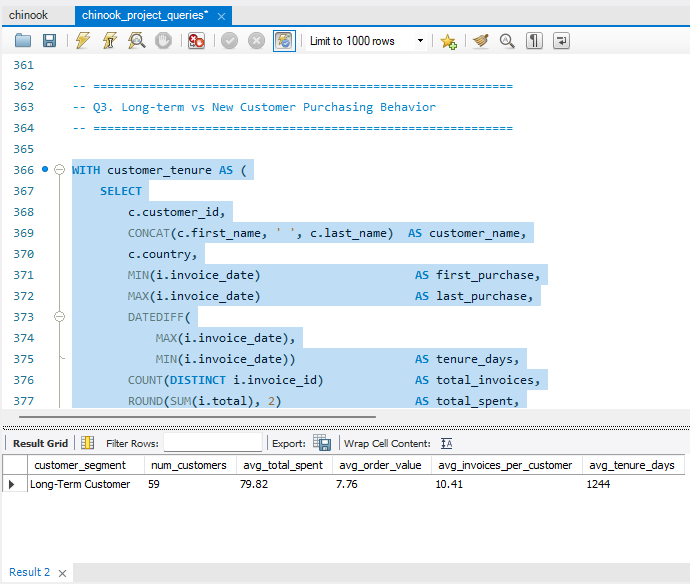 chinook
chinook_project_queries*
Limit to 1000 rows
361
362 -- ============================================================
363 -- Q3. Long-term vs New Customer Purchasing Behavior
364 -- ============================================================
365
366 WITH customer_tenure AS (
367 SELECT
368 c.customer_id,
369 CONCAT(c.first_name, ' ', c.last_name) AS customer_name,
370 c.country,
371 MIN(i.invoice_date) AS first_purchase,
372 MAX(i.invoice_date) AS last_purchase,
373 DATEDIFF(
374 MAX(i.invoice_date),
375 MIN(i.invoice_date)) AS tenure_days,
376 COUNT(DISTINCT i.invoice_id) AS total_invoices,
377 ROUND(SUM(i.total), 2) AS total_spent,
Result Grid Filter Rows: Export: Wrap Cell Content:
customer_segment num_customers avg_total_spent avg_order_value avg_invoices_per_customer avg_tenure_days
Long-Term Customer 59 79.82 7.76 10.41 1244
Result 2